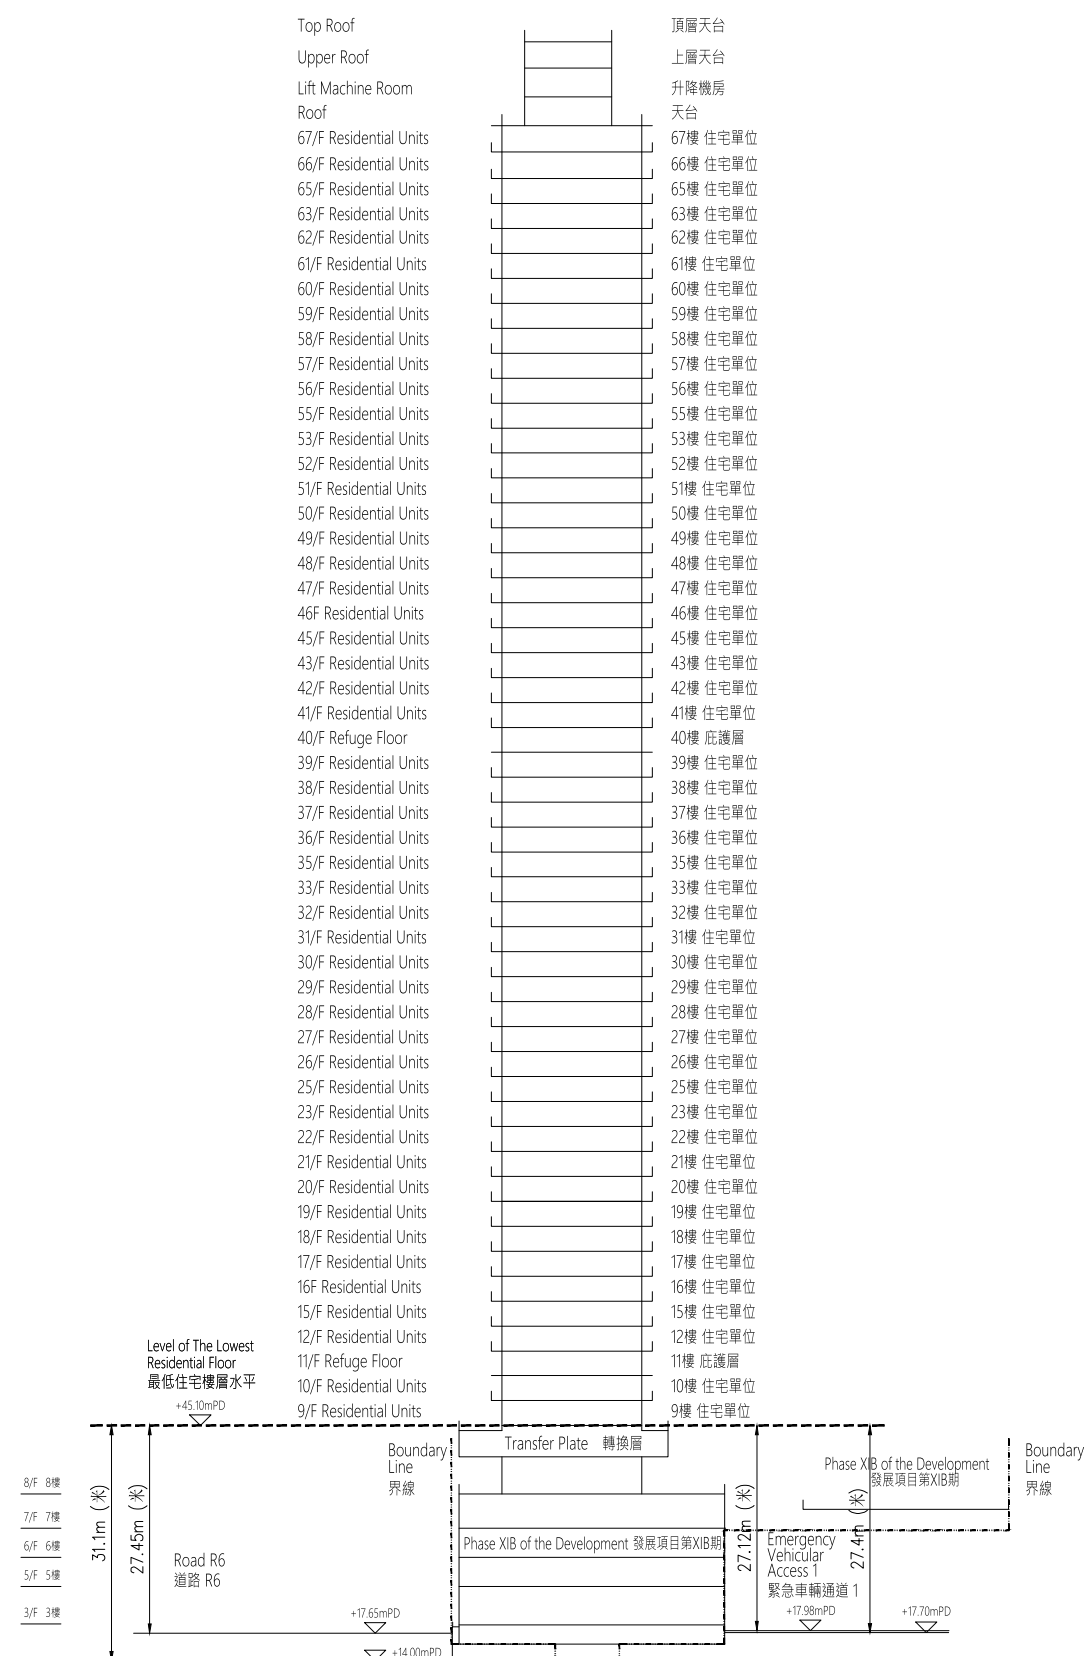 Top Roof 頂層天台
Upper Roof 上層天台
Lift Machine Room 升降機房
Roof 天台
67/F Residential Units 67樓 住宅單位
66/F Residential Units 66樓 住宅單位
65/F Residential Units 65樓 住宅單位
63/F Residential Units 63樓 住宅單位
62/F Residential Units 62樓 住宅單位
61/F Residential Units 61樓 住宅單位
60/F Residential Units 60樓 住宅單位
59/F Residential Units 59樓 住宅單位
58/F Residential Units 58樓 住宅單位
57/F Residential Units 57樓 住宅單位
56/F Residential Units 56樓 住宅單位
55/F Residential Units 55樓 住宅單位
53/F Residential Units 53樓 住宅單位
52/F Residential Units 52樓 住宅單位
51/F Residential Units 51樓 住宅單位
50/F Residential Units 50樓 住宅單位
49/F Residential Units 49樓 住宅單位
48/F Residential Units 48樓 住宅單位
47/F Residential Units 47樓 住宅單位
46F Residential Units 46樓 住宅單位
45/F Residential Units 45樓 住宅單位
43/F Residential Units 43樓 住宅單位
42/F Residential Units 42樓 住宅單位
41/F Residential Units 41樓 住宅單位
40/F Refuge Floor 40樓 庇護層
39/F Residential Units 39樓 住宅單位
38/F Residential Units 38樓 住宅單位
37/F Residential Units 37樓 住宅單位
36/F Residential Units 36樓 住宅單位
35/F Residential Units 35樓 住宅單位
33/F Residential Units 33樓 住宅單位
32/F Residential Units 32樓 住宅單位
31/F Residential Units 31樓 住宅單位
30/F Residential Units 30樓 住宅單位
29/F Residential Units 29樓 住宅單位
28/F Residential Units 28樓 住宅單位
27/F Residential Units 27樓 住宅單位
26/F Residential Units 26樓 住宅單位
25/F Residential Units 25樓 住宅單位
23/F Residential Units 23樓 住宅單位
22/F Residential Units 22樓 住宅單位
21/F Residential Units 21樓 住宅單位
20/F Residential Units 20樓 住宅單位
19/F Residential Units 19樓 住宅單位
18/F Residential Units 18樓 住宅單位
17/F Residential Units 17樓 住宅單位
16F Residential Units 16樓 住宅單位
15/F Residential Units 15樓 住宅單位
12/F Residential Units 12樓 住宅單位
11/F Refuge Floor 11樓 庇護層
10/F Residential Units 10樓 住宅單位
9/F Residential Units 9樓 住宅單位
Level of The Lowest
Residential Floor
最低住宅樓層水平
+45.10mPD
Transfer Plate 轉換層
Boundary
Line
界線
Phase XIB of the Development
發展項目第XIB期
Boundary
Line
界線
8/F 8樓
7/F 7樓
6/F 6樓
5/F 5樓
3/F 3樓
31.1m (米)
27.45m (米)
Road R6
道路 R6
Phase XIB of the Development 發展項目第XIB期
27.12m (米)
Emergency
Vehicular
Access 1
緊急車輛通道 1
27.4m (米)
+17.65mPD
+17.98mPD
+17.70mPD
+14.00mPD